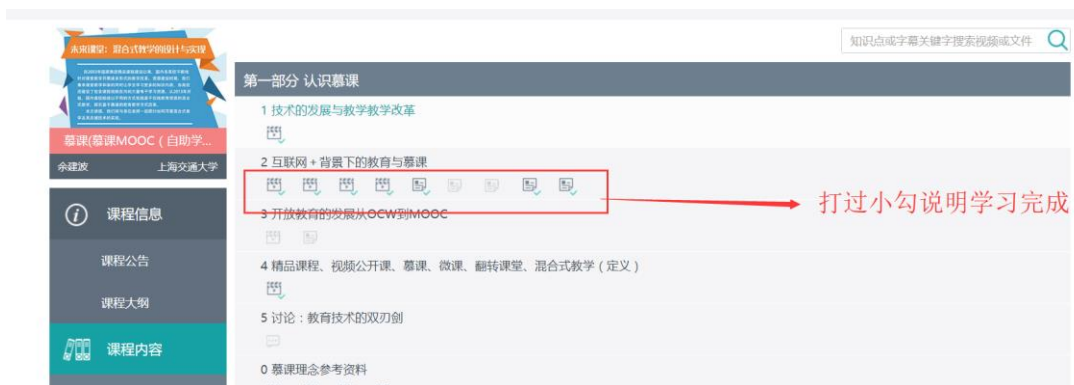 知识点或字幕关键字搜索视频或文件
未来课堂：混合式教学的设计与实现
慕课(慕课MOOC ( 自助学...
余建波 上海交通大学
课程信息
课程公告
课程大纲
课程内容
第一部分 认识慕课
1 技术的发展与教学教学改革
2 互联网 + 背景下的教育与慕课
打过小勾说明学习完成
3 开放教育的发展从OCW到MOOC
4 精品课程、视频公开课、慕课、微课、翻转课堂、混合式教学 ( 定义 )
5 讨论 : 教育技术的双刃剑
0 慕课理念参考资料